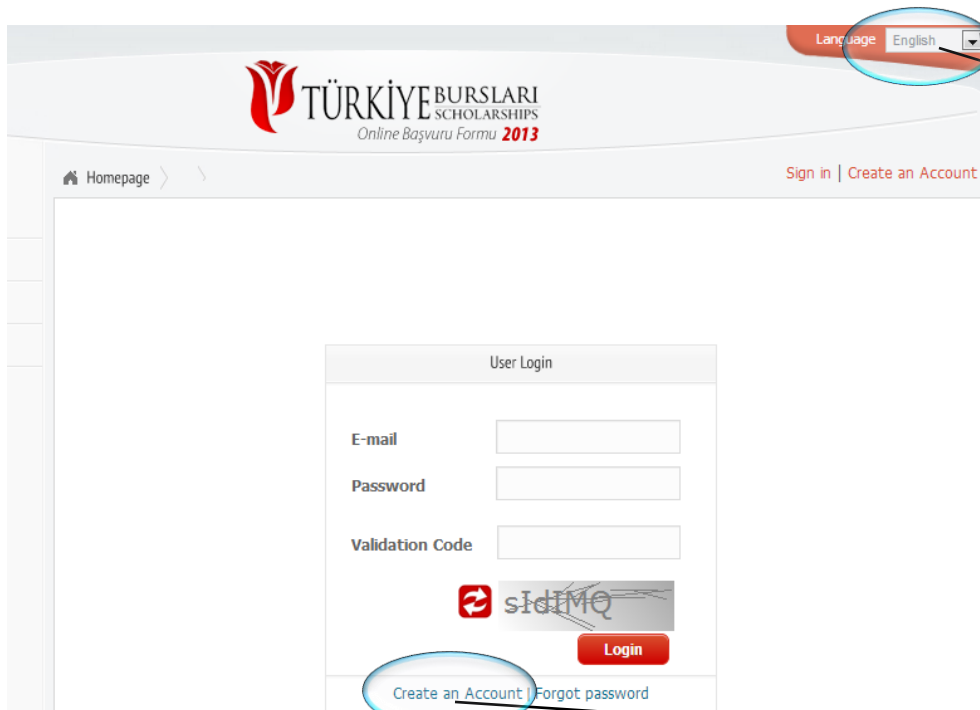 Language English
TÜRKİYE BURSLARI
SCHOLARSHIPS
Online Başvuru Formu 2013
Homepage
Sign in | Create an Account
User Login
E-mail
Password
Validation Code
sIdIMQ
Login
Create an Account | Forgot password